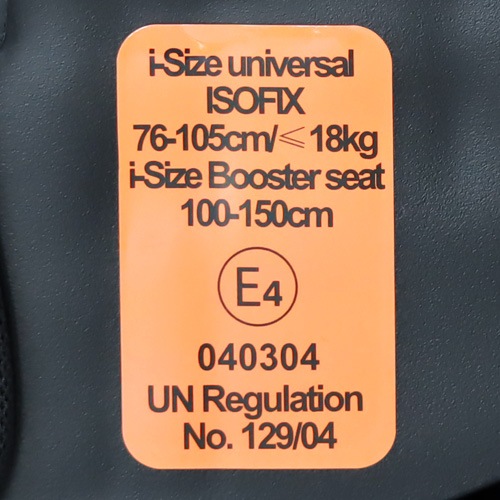 i-Size universal
ISOFIX
76-105cm/≤ 18kg
i-Size Booster seat
100-150cm
E4
040304
UN Regulation
No. 129/04